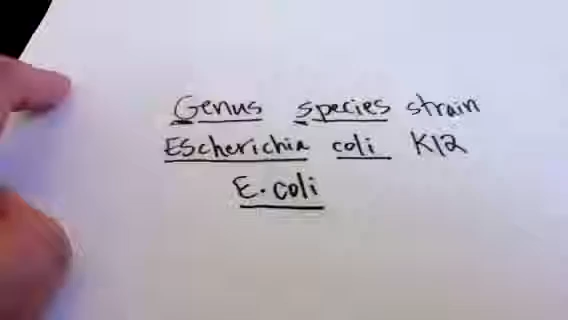 Genus species strain
Escherichia coli K12
E. coli